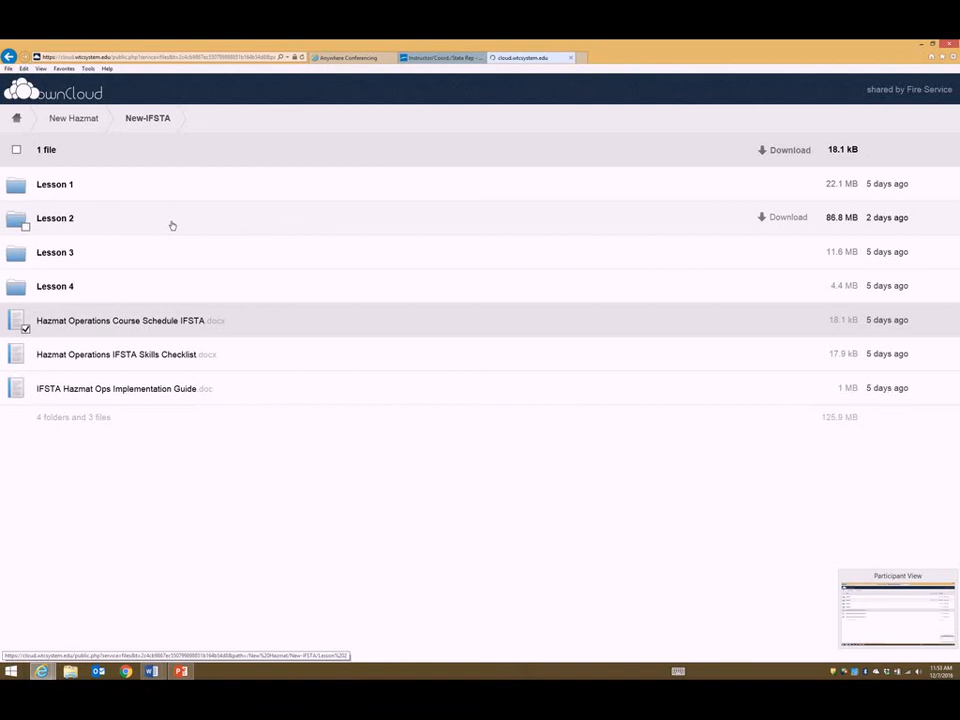 Anywhere Conferencing
Instructor/Coord./State Rep - ...
cloud.wtcsystem.edu
File Edit View Favorites Tools Help
ownCloud
shared by Fire Service
New Hazmat
New-IFSTA
1 file
Download
18.1 kB
Lesson 1
22.1 MB
5 days ago
Lesson 2
Download
86.8 MB
2 days ago
Lesson 3
11.6 MB
5 days ago
Lesson 4
4.4 MB
5 days ago
Hazmat Operations Course Schedule IFSTA.docx
18.1 kB
5 days ago
Hazmat Operations IFSTA Skills Checklist.docx
17.9 kB
5 days ago
IFSTA Hazmat Ops Implementation Guide.doc
1 MB
5 days ago
4 folders and 3 files
125.9 MB
Participant View
11:53 AM
12/7/2016